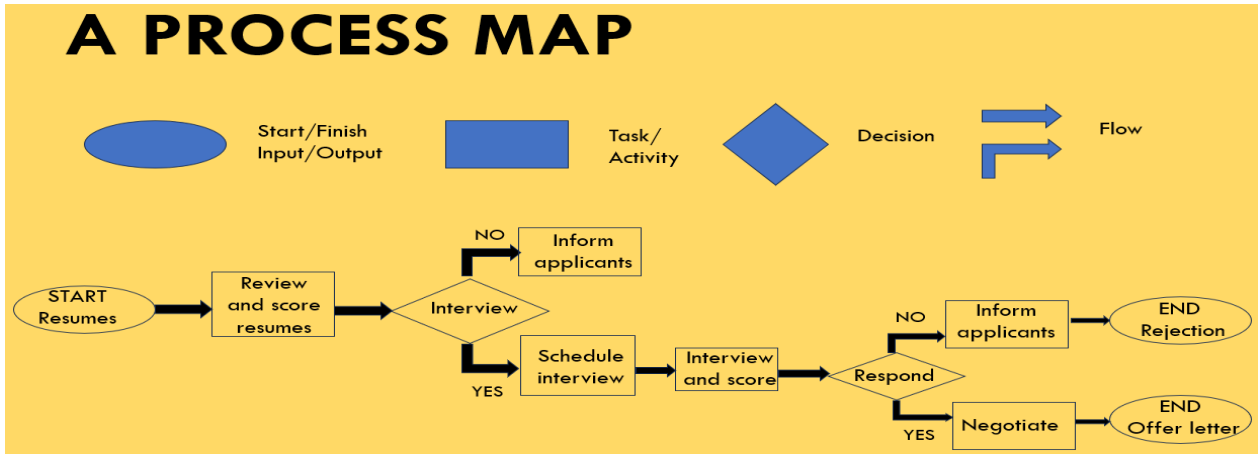 A PROCESS MAP
Start/Finish
Input/Output
Task/
Activity
Decision
Flow
START
Resumes
Review
and score
resumes
Interview
NO
Inform
applicants
YES
Schedule
interview
Interview
and score
Respond
NO
Inform
applicants
END
Rejection
YES
Negotiate
END
Offer letter